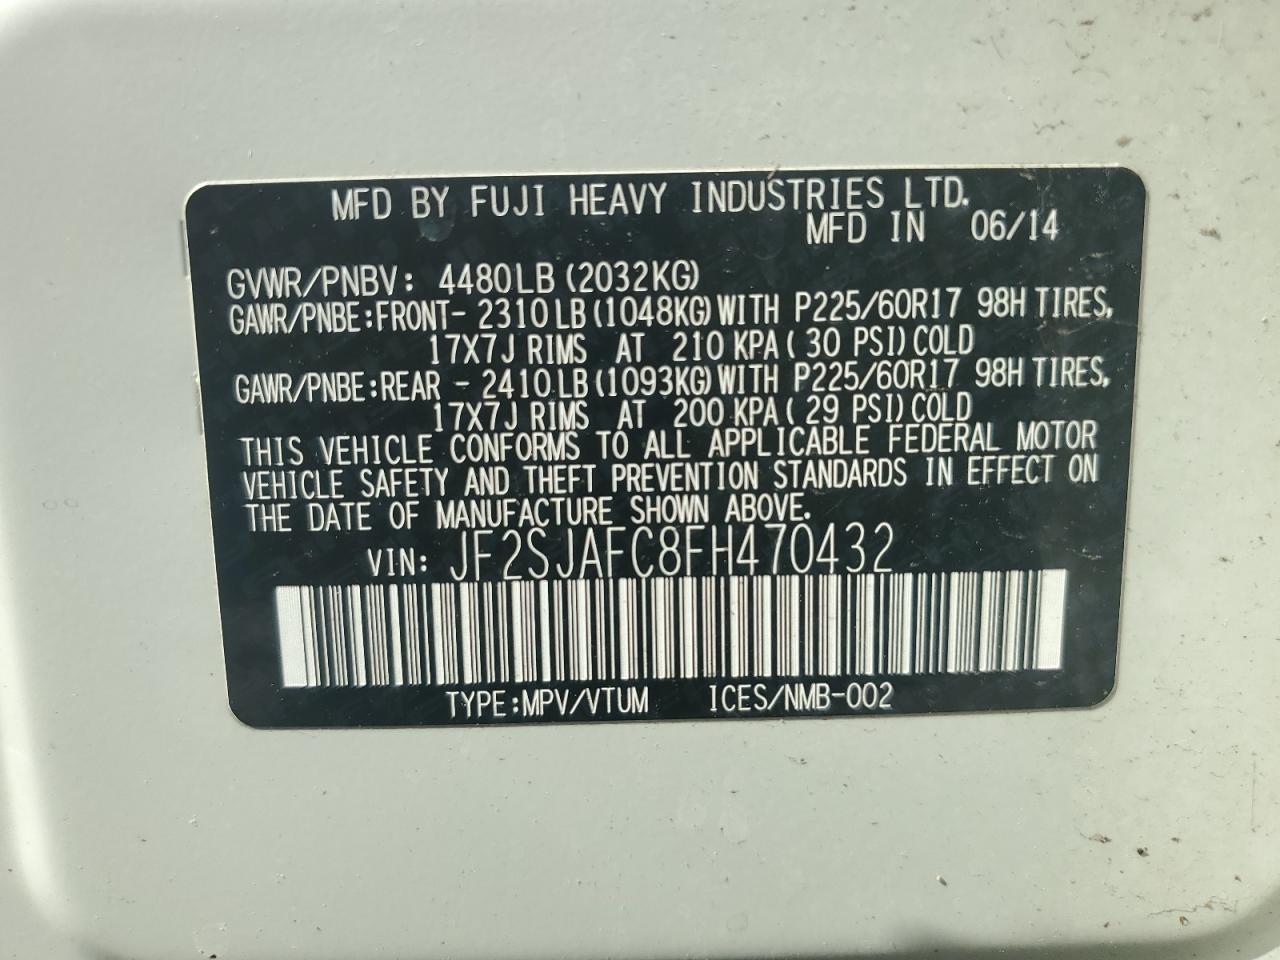 MFD BY FUJI HEAVY INDUSTRIES LTD.
MFD IN 06/14
GVWR/PNBV: 4480LB (2032KG)
GAWR/PNBE:FRONT- 2310LB (1048KG) WITH P225/60R17 98H TIRES,
17X7J RIMS AT 210 KPA( 30 PSI) COLD
GAWR/PNBE:REAR - 2410LB (1093KG) WITH P225/60R17 98H TIRES,
17X7J RIMS AT 200 KPA( 29 PSI) COLD
THIS VEHICLE CONFORMS TO ALL APPLICABLE FEDERAL MOTOR
VEHICLE SAFETY AND THEFT PREVENTION STANDARDS IN EFFECT ON
THE DATE OF MANUFACTURE SHOWN ABOVE.
VIN: JF2SJAFC8FH470432
TYPE:MPV/VTUM ICES/NMB-002